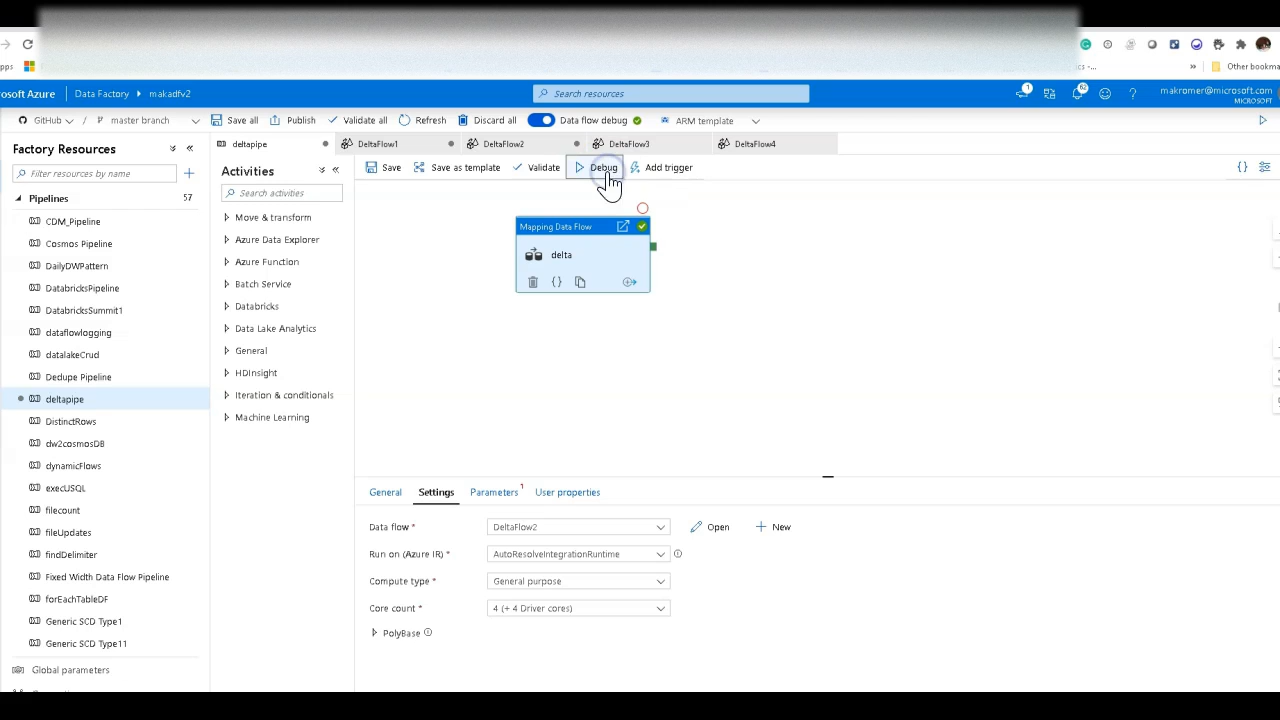 pps
Other bookma
osoft Azure
Data Factory
makadfv2
Search resources
1
62
makromer@microsoft.com
MICROSOFT
GitHub
master branch
Save all
Publish
Validate all
Refresh
Discard all
Data flow debug
ARM template
Factory Resources
deltapipe
DeltaFlow1
DeltaFlow2
DeltaFlow3
DeltaFlow4
Filter resources by name
Activities
Save
Save as template
Validate
Debug
Add trigger
{}
Search activities
Pipelines
57
CDM_Pipeline
Cosmos Pipeline
DailyDWPattern
DatabricksPipeline
DatabricksSummit1
dataflowlogging
datalakeCrud
Dedupe Pipeline
deltapipe
DistinctRows
dw2cosmosDB
dynamicFlows
execUSQL
filecount
fileUpdates
findDelimiter
Fixed Width Data Flow Pipeline
forEachTableDF
Generic SCD Type1
Generic SCD Type11
Global parameters
Move & transform
Azure Data Explorer
Azure Function
Batch Service
Databricks
Data Lake Analytics
General
HDInsight
Iteration & conditionals
Machine Learning
Mapping Data Flow
delta
{}
General
Settings
Parameters
1
User properties
Data flow *
DeltaFlow2
Open
New
Run on (Azure IR) *
AutoResolveIntegrationRuntime
Compute type *
General purpose
Core count *
4 (+ 4 Driver cores)
PolyBase